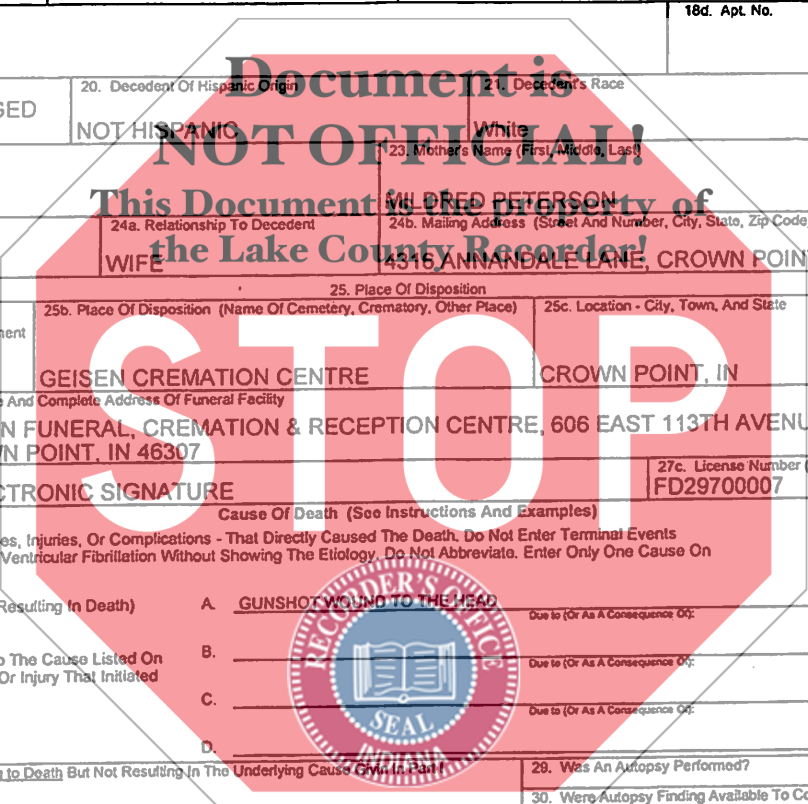 18d. Apt. No.
Document is
20. Decedent Of Hispanic Origin
21. Decedent's Race
SED
NOT HISPANIC
White
NOT OFFICIAL!
23. Mother's Name (First, Middle, Last)
MILDRED PETERSON
This Document is the property of
24a. Relationship To Decedent
24b. Mailing Address (Street And Number, City, State, Zip Code
the Lake County Recorder!
WIFE
4316 ANNANDALE LANE, CROWN POIN
25. Place Of Disposition
25b. Place Of Disposition (Name Of Cemetery, Crematory, Other Place)
25c. Location - City, Town, And State
ment
GEISEN CREMATION CENTRE
CROWN POINT, IN
STOP
e And Complete Address Of Funeral Facility
N FUNERAL, CREMATION & RECEPTION CENTRE, 606 EAST 113TH AVENU
VN POINT, IN 46307
27c. License Number (
CTRONIC SIGNATURE
FD29700007
Cause Of Death (See Instructions And Examples)
es, Injuries, Or Complications - That Directly Caused The Death. Do Not Enter Terminal Events
Ventricular Fibrillation Without Showing The Etiology. Do Not Abbreviate. Enter Only One Cause On
Resulting In Death)
A. GUNSHOT WOUND TO THE HEAD
Due to (Or As A Consequence Of):
RECORDER'S OFFICE
o The Cause Listed On
B.
Due to (Or As A Consequence Of):
Or Injury That Initiated
C.
Due to (Or As A Consequence Of):
SEAL
INDIANA
D.
g to Death But Not Resulting In The Underlying Cause Givin In Part I
29. Was An Autopsy Performed?
30. Were Autopsy Finding Available To Co